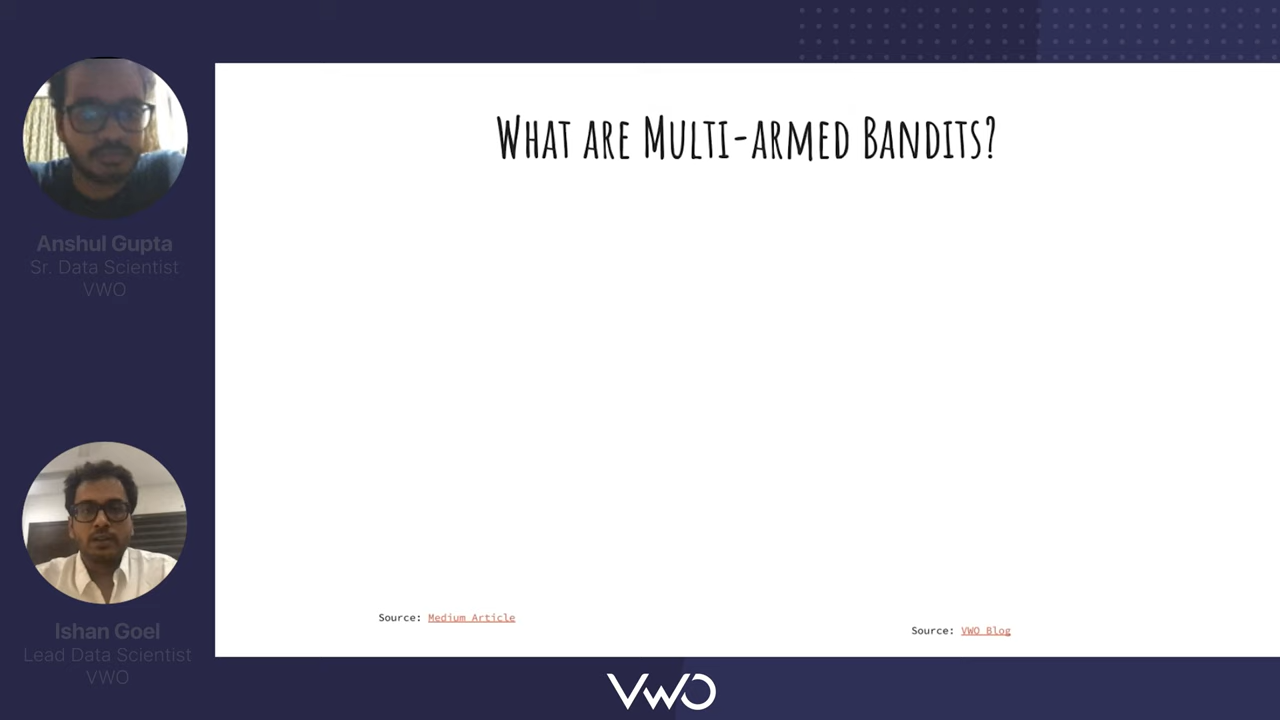 Anshul Gupta
Sr. Data Scientist
VWO
Ishan Goel
Lead Data Scientist
VWO
What are Multi-armed Bandits?
Source: Medium Article
Source: VWO Blog
VWO